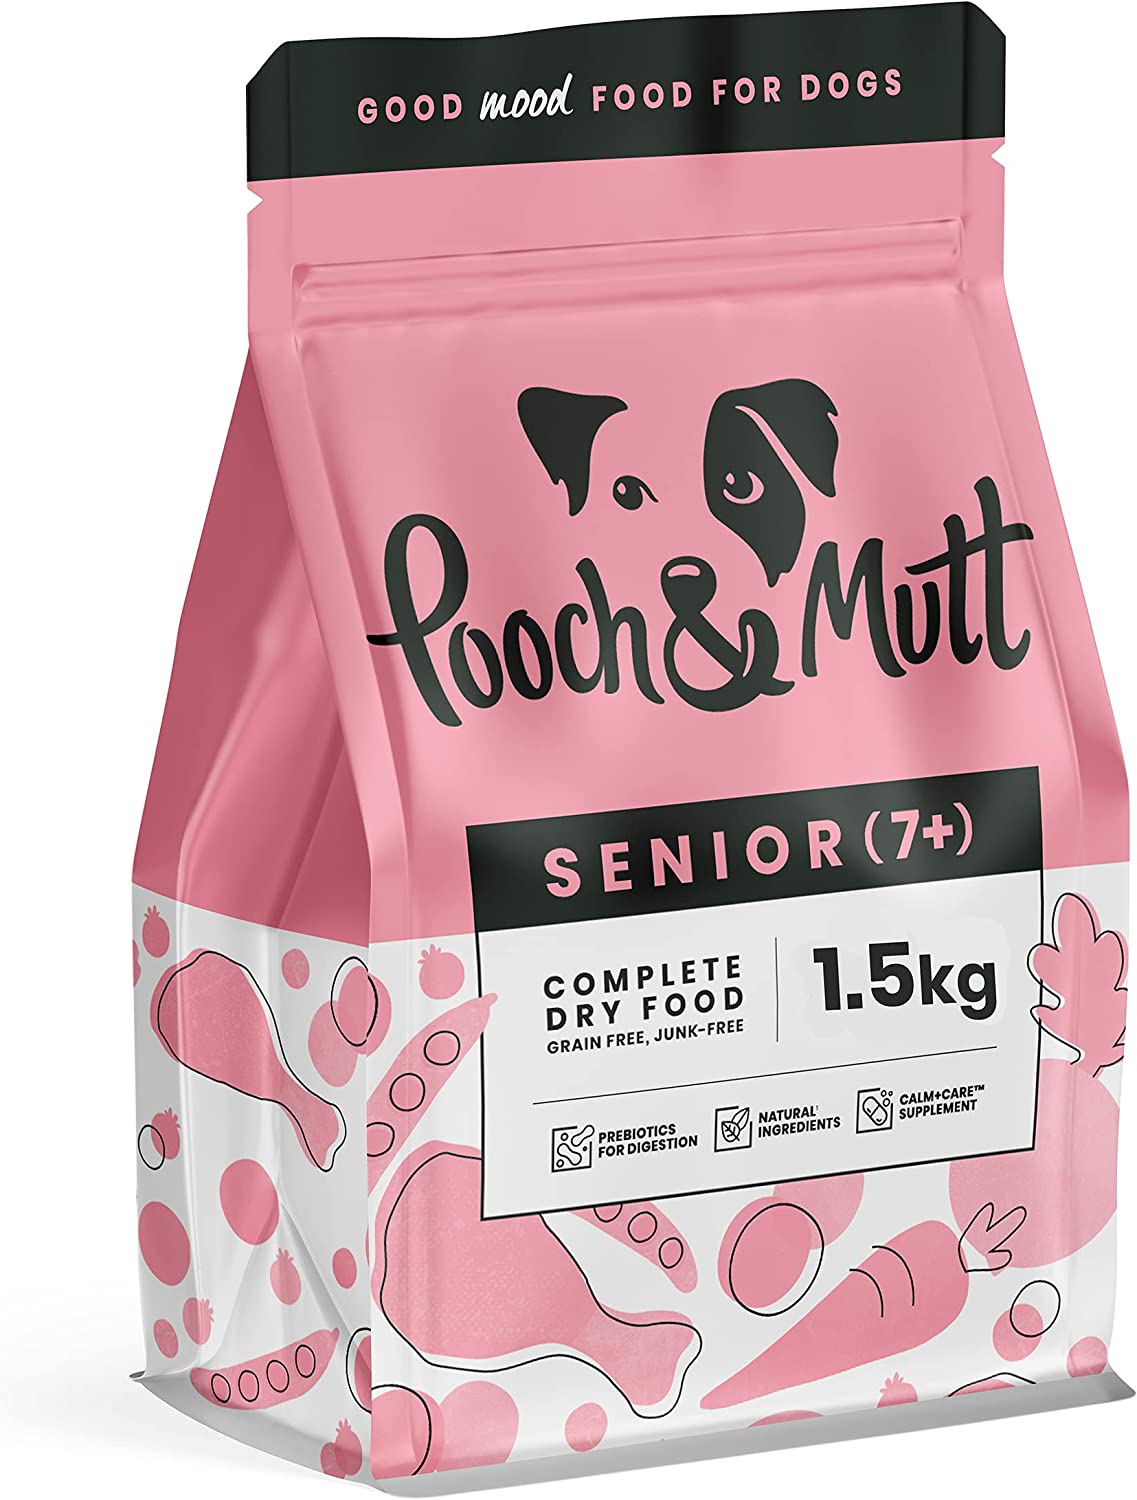 GOOD mood FOOD FOR DOGS
Pooch & Mutt
SENIOR (7+)
COMPLETE
DRY FOOD
GRAIN FREE, JUNK-FREE
1.5kg
PREBIOTICS
FOR DIGESTION
NATURAL¹
INGREDIENTS
CALM+CARE™
SUPPLEMENT